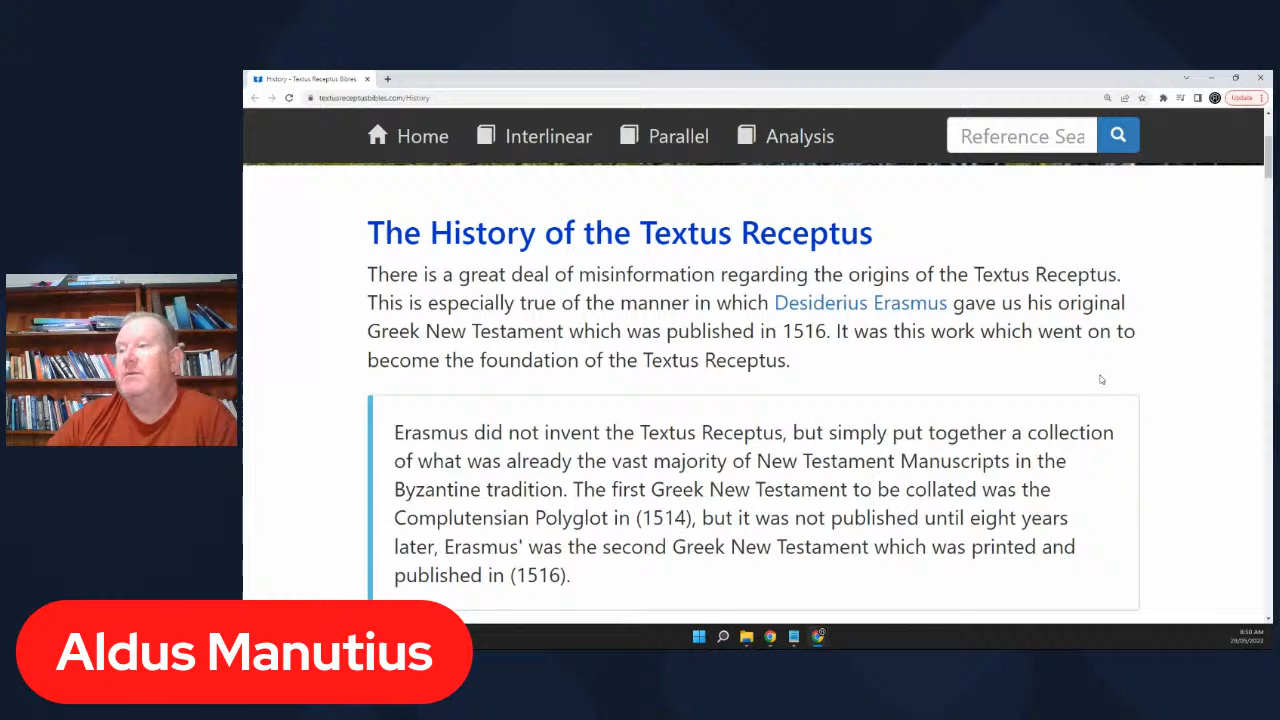 History - Textus Receptus Bibles
textusreceptusbibles.com/History
Update
Home
Interlinear
Parallel
Analysis
Reference Sea
The History of the Textus Receptus
There is a great deal of misinformation regarding the origins of the Textus Receptus.
This is especially true of the manner in which Desiderius Erasmus gave us his original
Greek New Testament which was published in 1516. It was this work which went on to
become the foundation of the Textus Receptus.
Erasmus did not invent the Textus Receptus, but simply put together a collection
of what was already the vast majority of New Testament Manuscripts in the
Byzantine tradition. The first Greek New Testament to be collated was the
Complutensian Polyglot in (1514), but it was not published until eight years
later, Erasmus' was the second Greek New Testament which was printed and
published in (1516).
Aldus Manutius
8:50 AM
29/05/2022